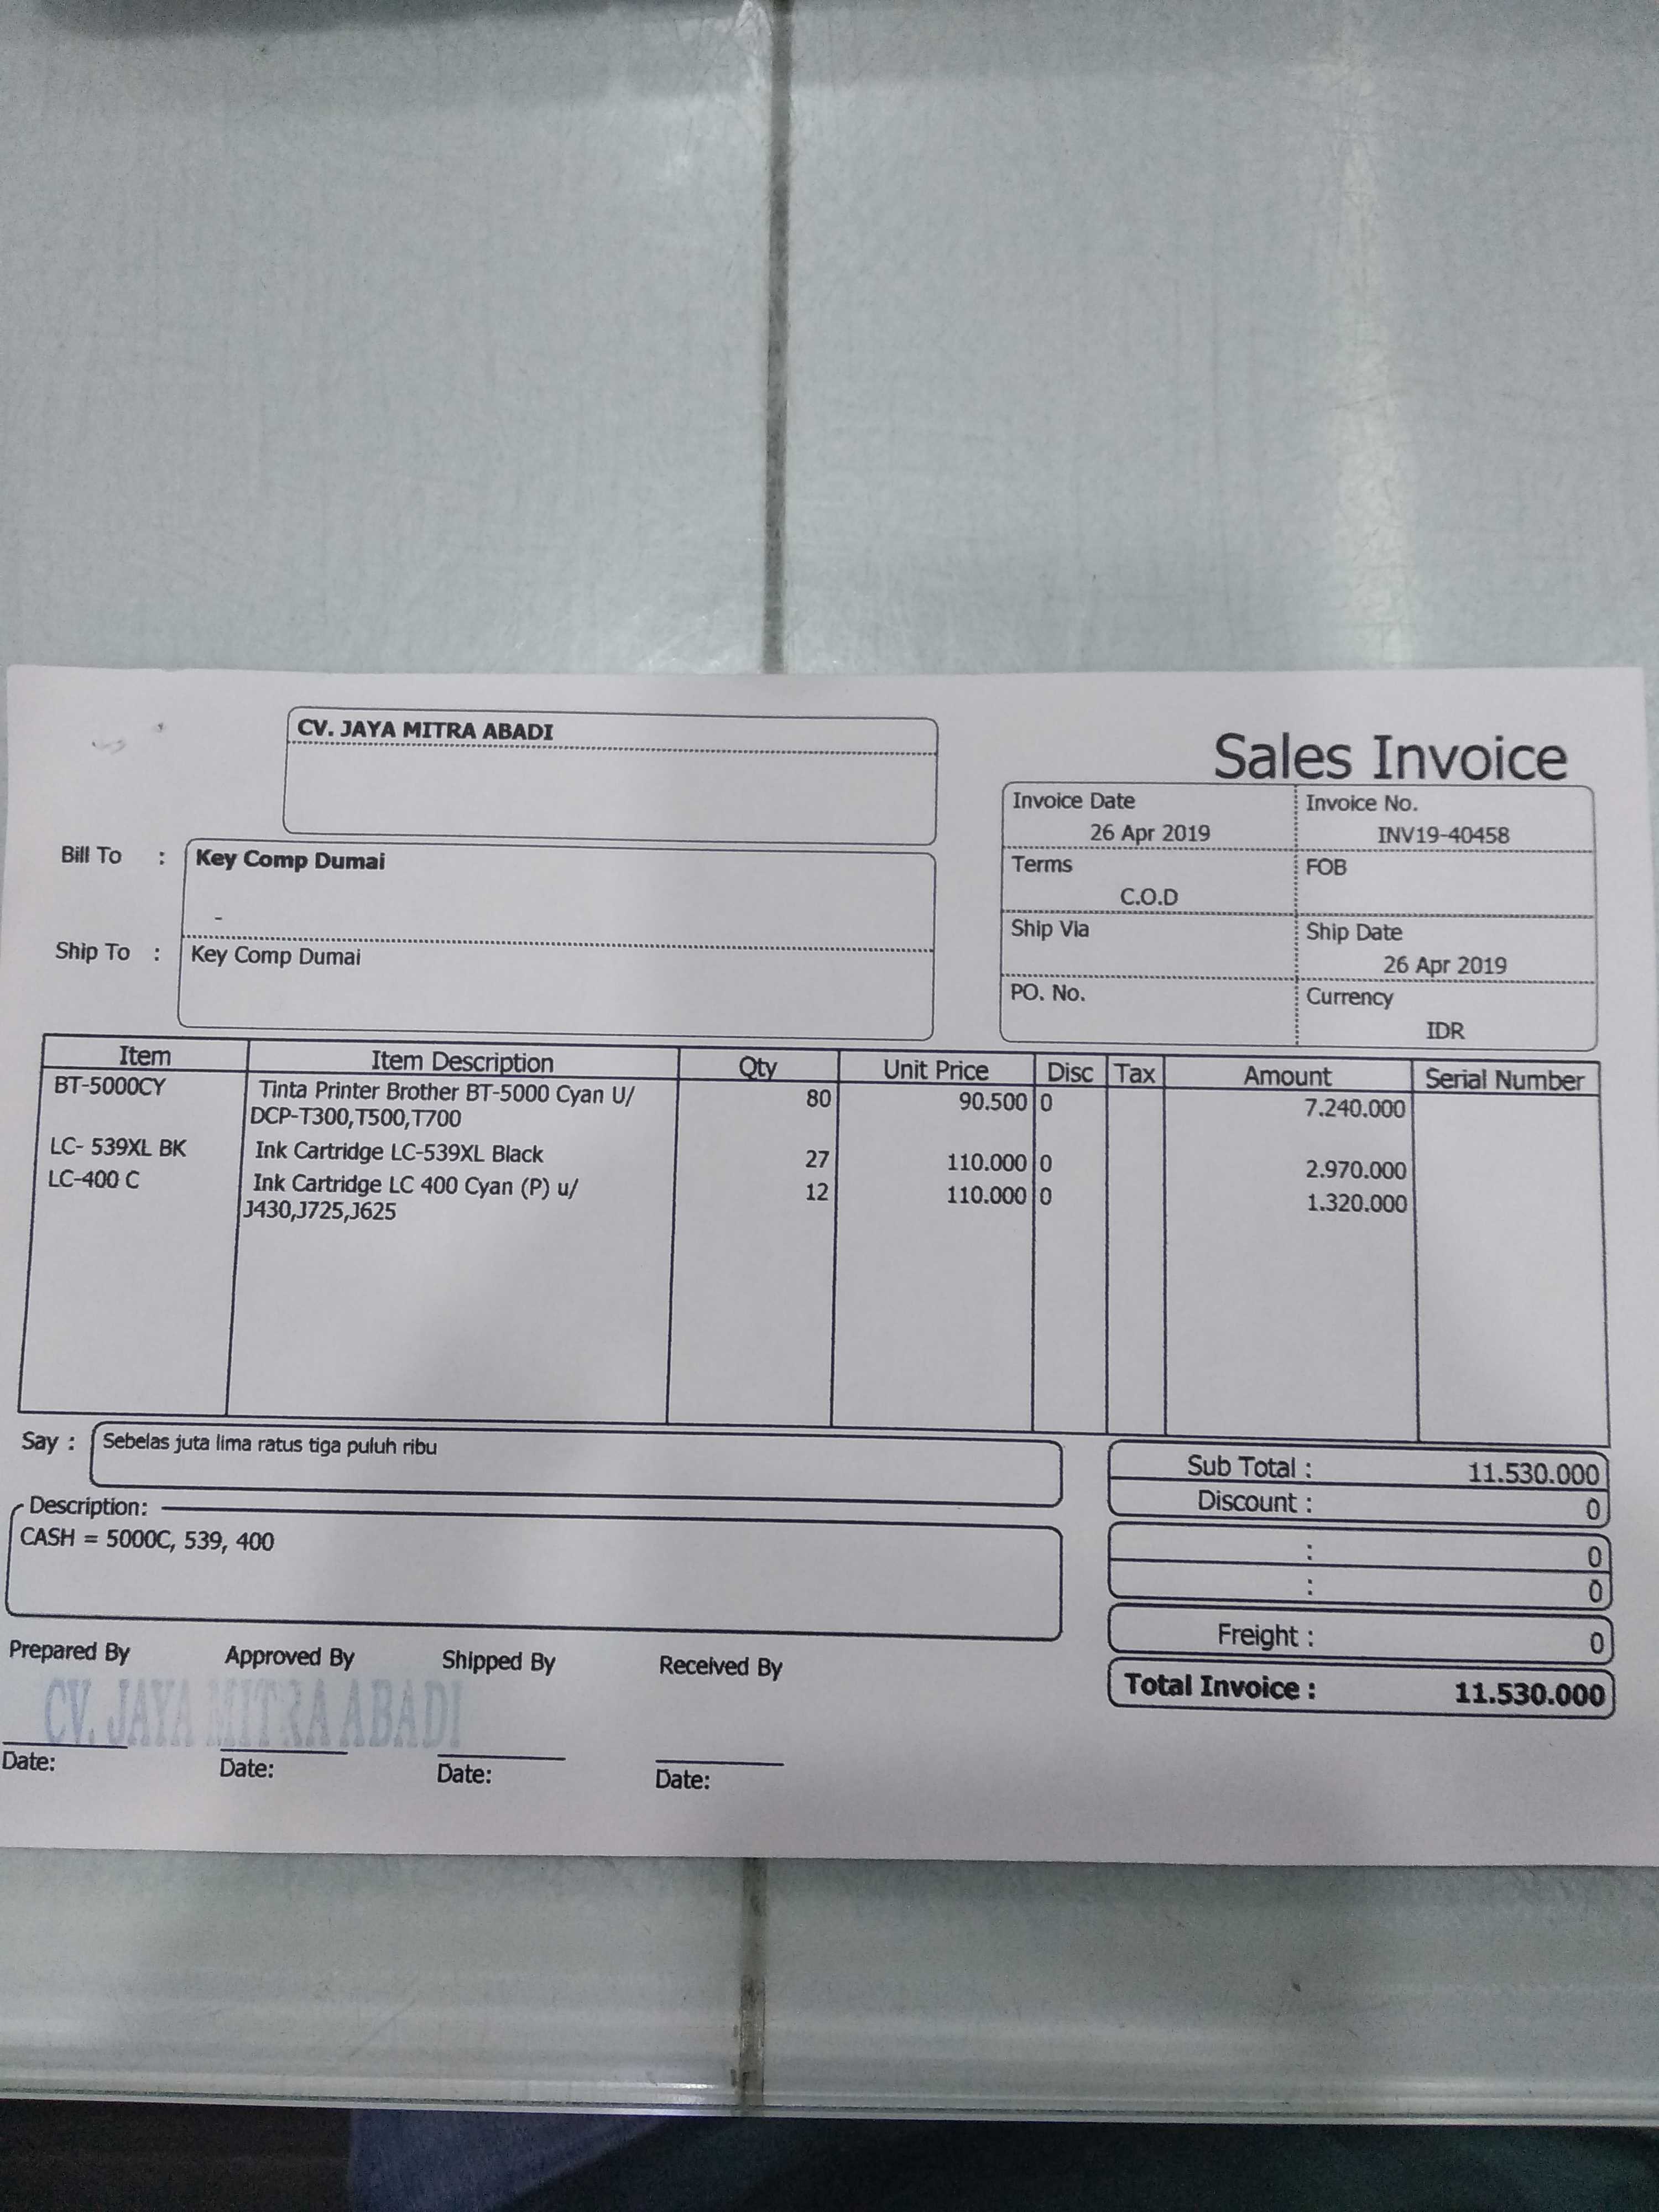 CV. JAYA MITRA ABADI
Sales Invoice
Invoice Date
26 Apr 2019
Invoice No.
INV19-40458
Terms
C.O.D
FOB
Ship Via
Ship Date
26 Apr 2019
PO. No.
Currency
IDR
Bill To : Key Comp Dumai
-
Ship To : Key Comp Dumai
Item Item Description Qty Unit Price Disc Tax Amount Serial Number
BT-5000CY Tinta Printer Brother BT-5000 Cyan U/ 80 90.500 0 7.240.000
DCP-T300,T500,T700
LC- 539XL BK Ink Cartridge LC-539XL Black 27 110.000 0 2.970.000
LC-400 C Ink Cartridge LC 400 Cyan (P) u/ 12 110.000 0 1.320.000
J430,J725,J625
Say : Sebelas juta lima ratus tiga puluh ribu
Description:
CASH = 5000C, 539, 400
Sub Total : 11.530.000
Discount : 0
: 0
: 0
Freight : 0
Total Invoice : 11.530.000
Prepared By Approved By Shipped By Received By
CV. JAYA MITRA ABADI
Date: Date: Date: Date: